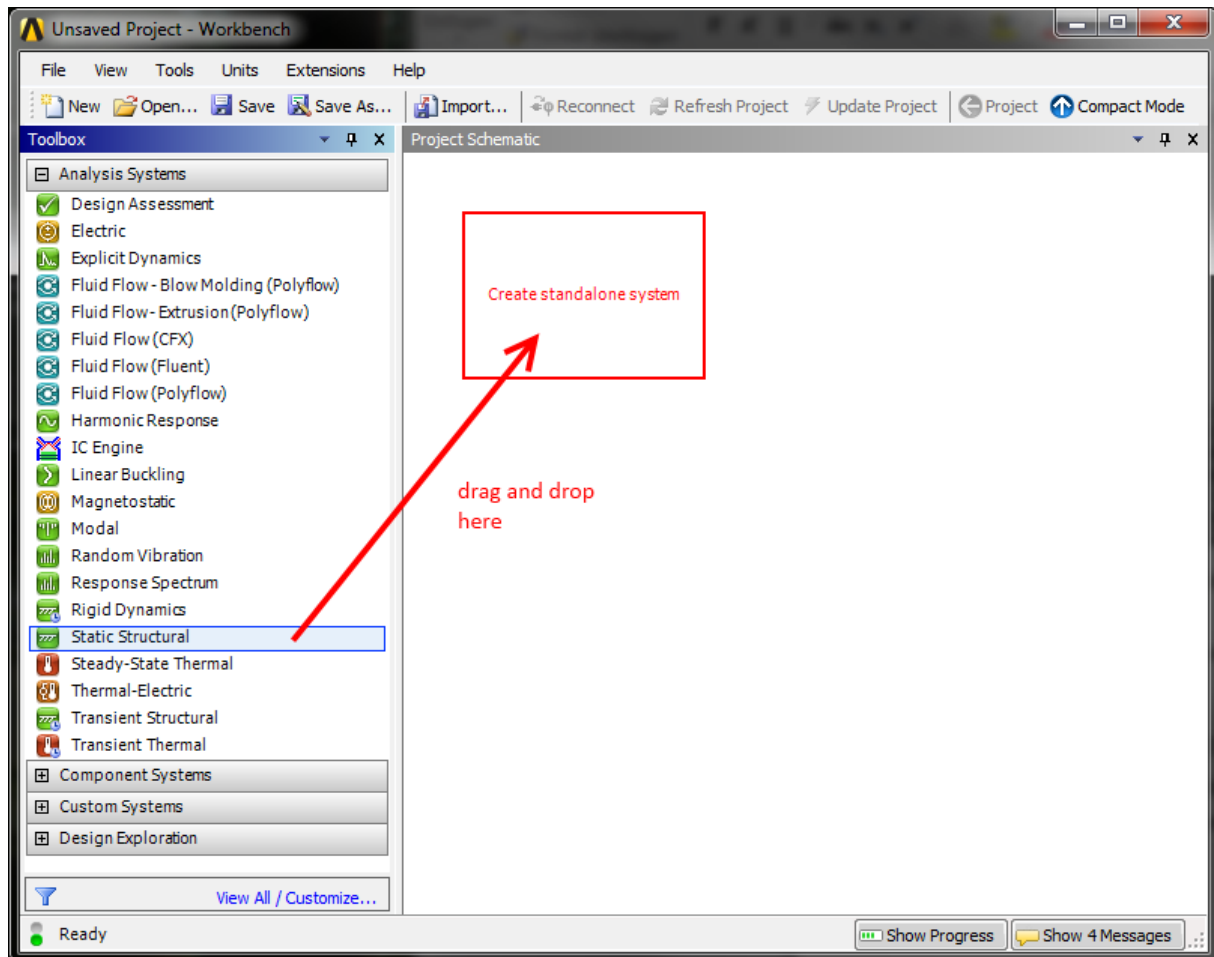 Unsaved Project - Workbench
File View Tools Units Extensions Help
New Open... Save Save As... Import... Reconnect Refresh Project Update Project Project Compact Mode
Toolbox
Project Schematic
Analysis Systems
Design Assessment
Electric
Explicit Dynamics
Fluid Flow - Blow Molding (Polyflow)
Fluid Flow - Extrusion (Polyflow)
Fluid Flow (CFX)
Fluid Flow (Fluent)
Fluid Flow (Polyflow)
Harmonic Response
IC Engine
Linear Buckling
Magnetostatic
Modal
Random Vibration
Response Spectrum
Rigid Dynamics
Static Structural
Steady-State Thermal
Thermal-Electric
Transient Structural
Transient Thermal
Component Systems
Custom Systems
Design Exploration
View All / Customize...
Create standalone system
drag and drop
here
Ready
Show Progress
Show 4 Messages